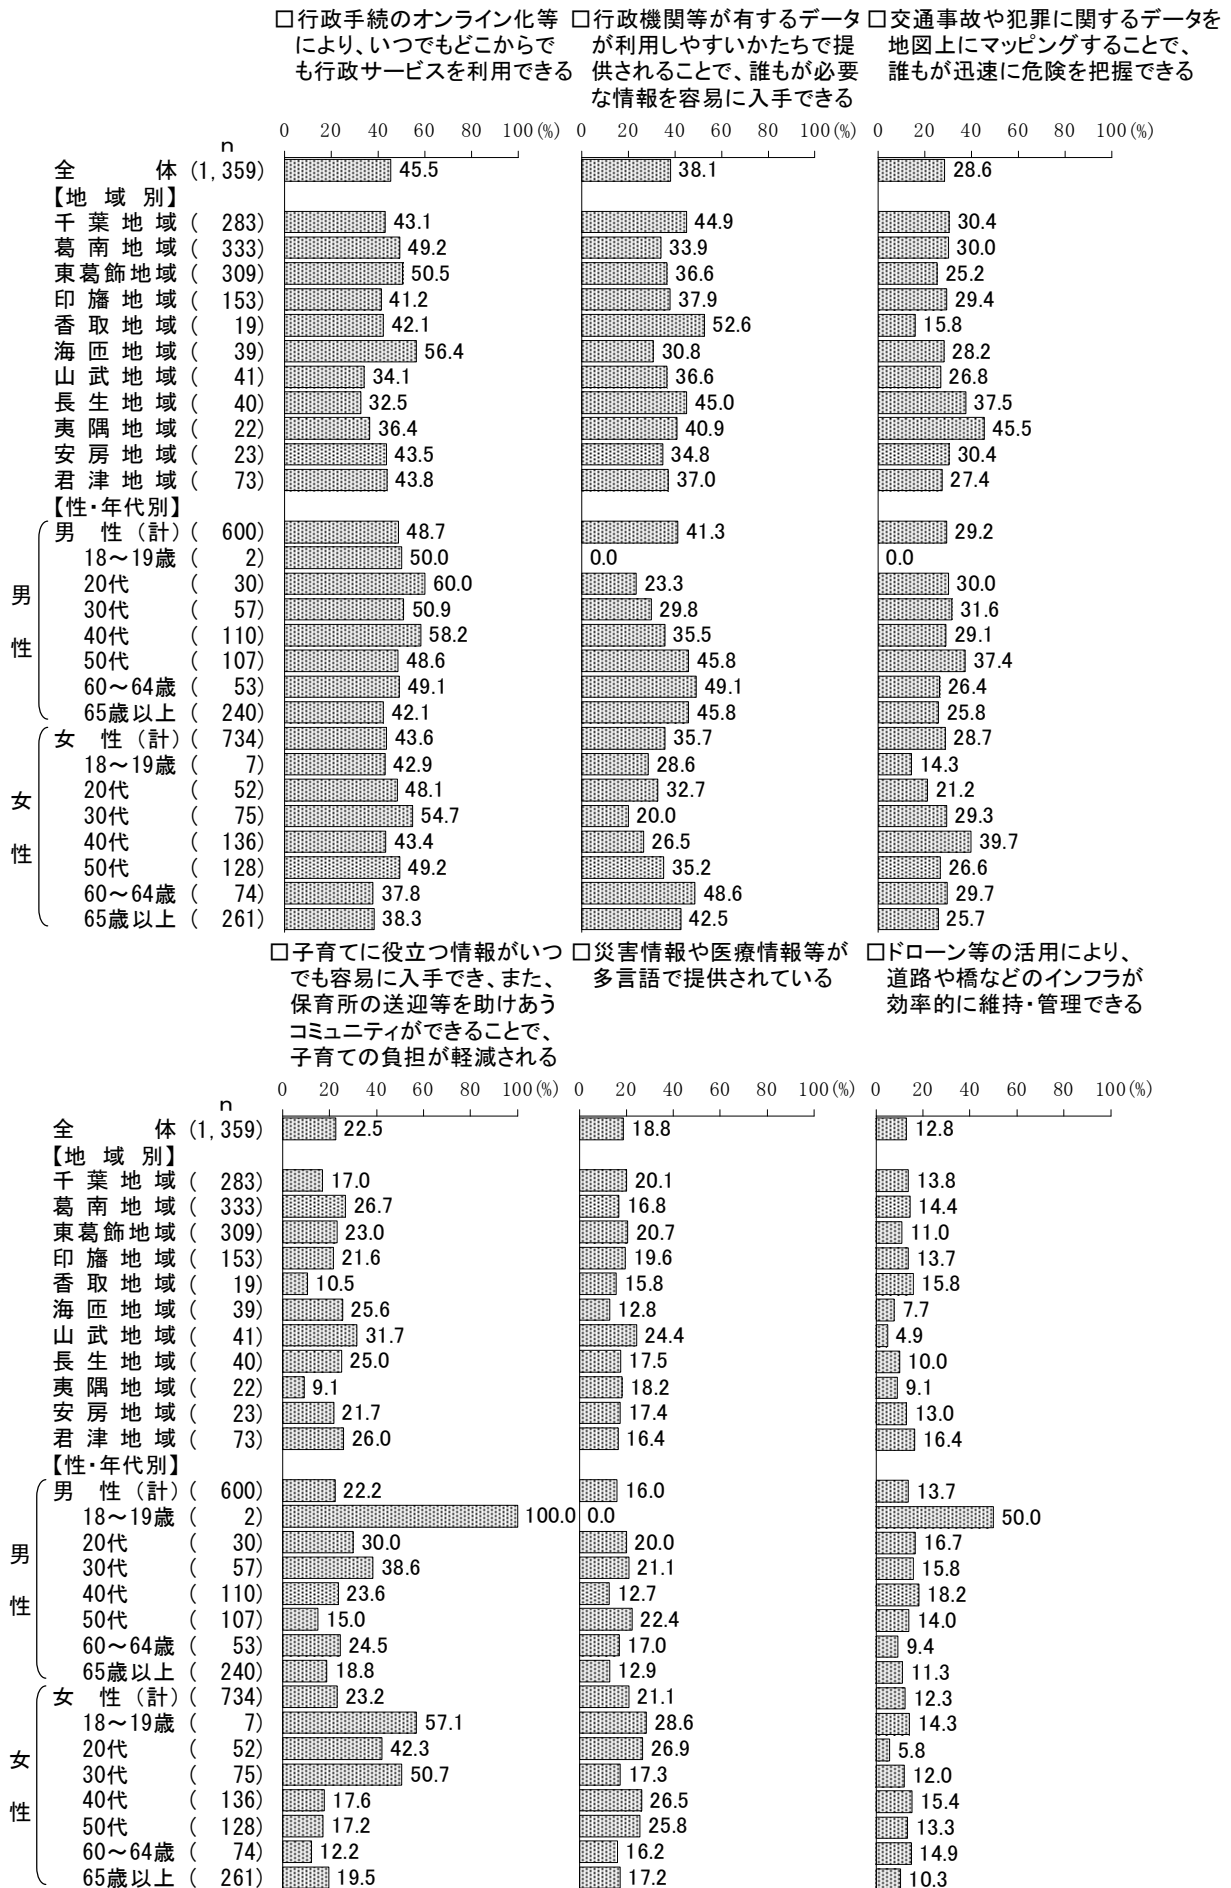 □行政手続のオンライン化等
により、いつでもどこからで
も行政サービスを利用できる
□行政機関等が有するデータ
が利用しやすいかたちで提
供されることで、誰もが必要
な情報を容易に入手できる
□交通事故や犯罪に関するデータを
地図上にマッピングすることで、
誰もが迅速に危険を把握できる
0 20 40 60 80 100(%) 0 20 40 60 80 100(%) 0 20 40 60 80 100(%)
n
全体 (1,359) 45.5 38.1 28.6
【地域別】
千葉地域 ( 283) 43.1 44.9 30.4
葛南地域 ( 333) 49.2 33.9 30.0
東葛飾地域 ( 309) 50.5 36.6 25.2
印旛地域 ( 153) 41.2 37.9 29.4
香取地域 ( 19) 42.1 52.6 15.8
海匝地域 ( 39) 56.4 30.8 28.2
山武地域 ( 41) 34.1 36.6 26.8
長生地域 ( 40) 32.5 45.0 37.5
夷隅地域 ( 22) 36.4 40.9 45.5
安房地域 ( 23) 43.5 34.8 30.4
君津地域 ( 73) 43.8 37.0 27.4
【性・年代別】
男性(計) ( 600) 48.7 41.3 29.2
18~19歳 ( 2) 50.0 0.0 0.0
20代 ( 30) 60.0 23.3 30.0
30代 ( 57) 50.9 29.8 31.6
40代 ( 110) 58.2 35.5 29.1
50代 ( 107) 48.6 45.8 37.4
60~64歳 ( 53) 49.1 49.1 26.4
65歳以上 ( 240) 42.1 45.8 25.8
男性
女性(計) ( 734) 43.6 35.7 28.7
18~19歳 ( 7) 42.9 28.6 14.3
20代 ( 52) 48.1 32.7 21.2
30代 ( 75) 54.7 20.0 29.3
40代 ( 136) 43.4 26.5 39.7
50代 ( 128) 49.2 35.2 26.6
60~64歳 ( 74) 37.8 48.6 29.7
65歳以上 ( 261) 38.3 42.5 25.7
女性
□子育てに役立つ情報がいつ
でも容易に入手でき、また、
保育所の送迎等を助けあう
コミュニティができることで、
子育ての負担が軽減される
□災害情報や医療情報等が
多言語で提供されている
□ドローン等の活用により、
道路や橋などのインフラが
効率的に維持・管理できる
0 20 40 60 80 100(%) 0 20 40 60 80 100(%) 0 20 40 60 80 100(%)
n
全体 (1,359) 22.5 18.8 12.8
【地域別】
千葉地域 ( 283) 17.0 20.1 13.8
葛南地域 ( 333) 26.7 16.8 14.4
東葛飾地域 ( 309) 23.0 20.7 11.0
印旛地域 ( 153) 21.6 19.6 13.7
香取地域 ( 19) 10.5 15.8 15.8
海匝地域 ( 39) 25.6 12.8 7.7
山武地域 ( 41) 31.7 24.4 4.9
長生地域 ( 40) 25.0 17.5 10.0
夷隅地域 ( 22) 9.1 18.2 9.1
安房地域 ( 23) 21.7 17.4 13.0
君津地域 ( 73) 26.0 16.4 16.4
【性・年代別】
男性(計) ( 600) 22.2 16.0 13.7
18~19歳 ( 2) 100.0 0.0 50.0
20代 ( 30) 30.0 20.0 16.7
30代 ( 57) 38.6 21.1 15.8
40代 ( 110) 23.6 12.7 18.2
50代 ( 107) 15.0 22.4 14.0
60~64歳 ( 53) 24.5 17.0 9.4
65歳以上 ( 240) 18.8 12.9 11.3
男性
女性(計) ( 734) 23.2 21.1 12.3
18~19歳 ( 7) 57.1 28.6 14.3
20代 ( 52) 42.3 26.9 5.8
30代 ( 75) 50.7 17.3 12.0
40代 ( 136) 17.6 26.5 15.4
50代 ( 128) 17.2 25.8 13.3
60~64歳 ( 74) 12.2 16.2 14.9
65歳以上 ( 261) 19.5 17.2 10.3
女性